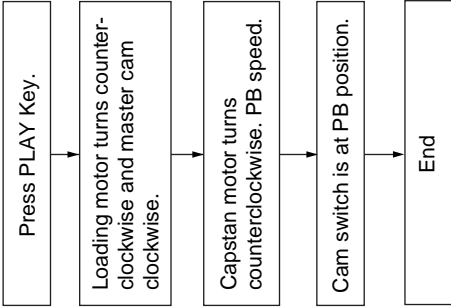 Press PLAY Key.
Loading motor turns counter-
clockwise and master cam
clockwise.
Capstan motor turns
counterclockwise. PB speed.
Cam switch is at PB position.
End